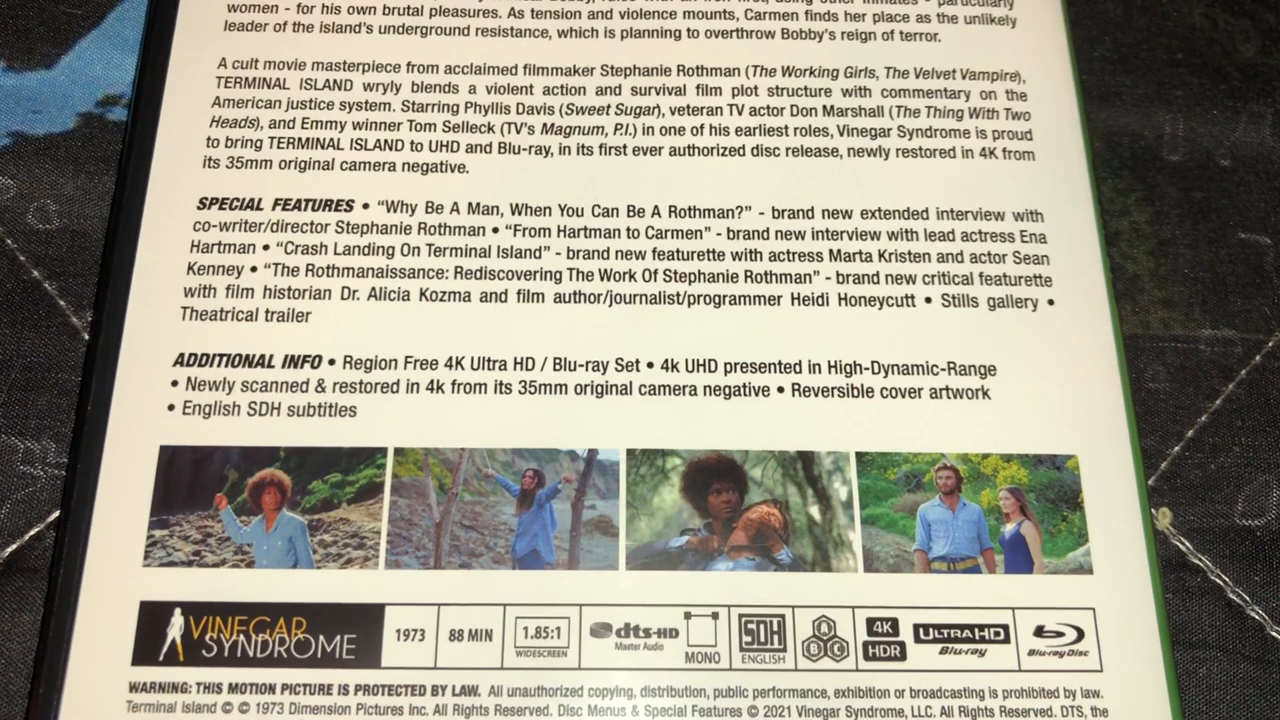 women - for his own brutal pleasures. As tension and violence mounts, Carmen finds her place as the unlikely
leader of the island's underground resistance, which is planning to overthrow Bobby's reign of terror.
A cult movie masterpiece from acclaimed filmmaker Stephanie Rothman (The Working Girls, The Velvet Vampire),
TERMINAL ISLAND wryly blends a violent action and survival film plot structure with commentary on the
American justice system. Starring Phyllis Davis (Sweet Sugar), veteran TV actor Don Marshall (The Thing With Two
Heads), and Emmy winner Tom Selleck (TV's Magnum, P.I.) in one of his earliest roles, Vinegar Syndrome is proud
to bring TERMINAL ISLAND to UHD and Blu-ray, in its first ever authorized disc release, newly restored in 4K from
its 35mm original camera negative.
SPECIAL FEATURES • "Why Be A Man, When You Can Be A Rothman?" - brand new extended interview with
co-writer/director Stephanie Rothman • "From Hartman to Carmen" - brand new interview with lead actress Ena
Hartman • "Crash Landing On Terminal Island" - brand new featurette with actress Marta Kristen and actor Sean
Kenney • "The Rothmanaissance: Rediscovering The Work Of Stephanie Rothman" - brand new critical featurette
with film historian Dr. Alicia Kozma and film author/journalist/programmer Heidi Honeycutt • Stills gallery •
Theatrical trailer
ADDITIONAL INFO • Region Free 4K Ultra HD / Blu-ray Set • 4k UHD presented in High-Dynamic-Range
• Newly scanned & restored in 4k from its 35mm original camera negative • Reversible cover artwork
• English SDH subtitles
VINEGAR
SYNDROME
1973
88 MIN
1.85:1
WIDESCREEN
dts-HD
Master Audio
MONO
SDH
ENGLISH
A
B C
4K
HDR
ULTRA HD
Blu-ray
Blu-ray Disc
WARNING: THIS MOTION PICTURE IS PROTECTED BY LAW. All unauthorized copying, distribution, public performance, exhibition or broadcasting is prohibited by law.
Terminal Island © © 1973 Dimension Pictures Inc. All Rights Reserved. Disc Menus & Special Features © 2021 Vinegar Syndrome, LLC. All Rights Reserved. DTS, the